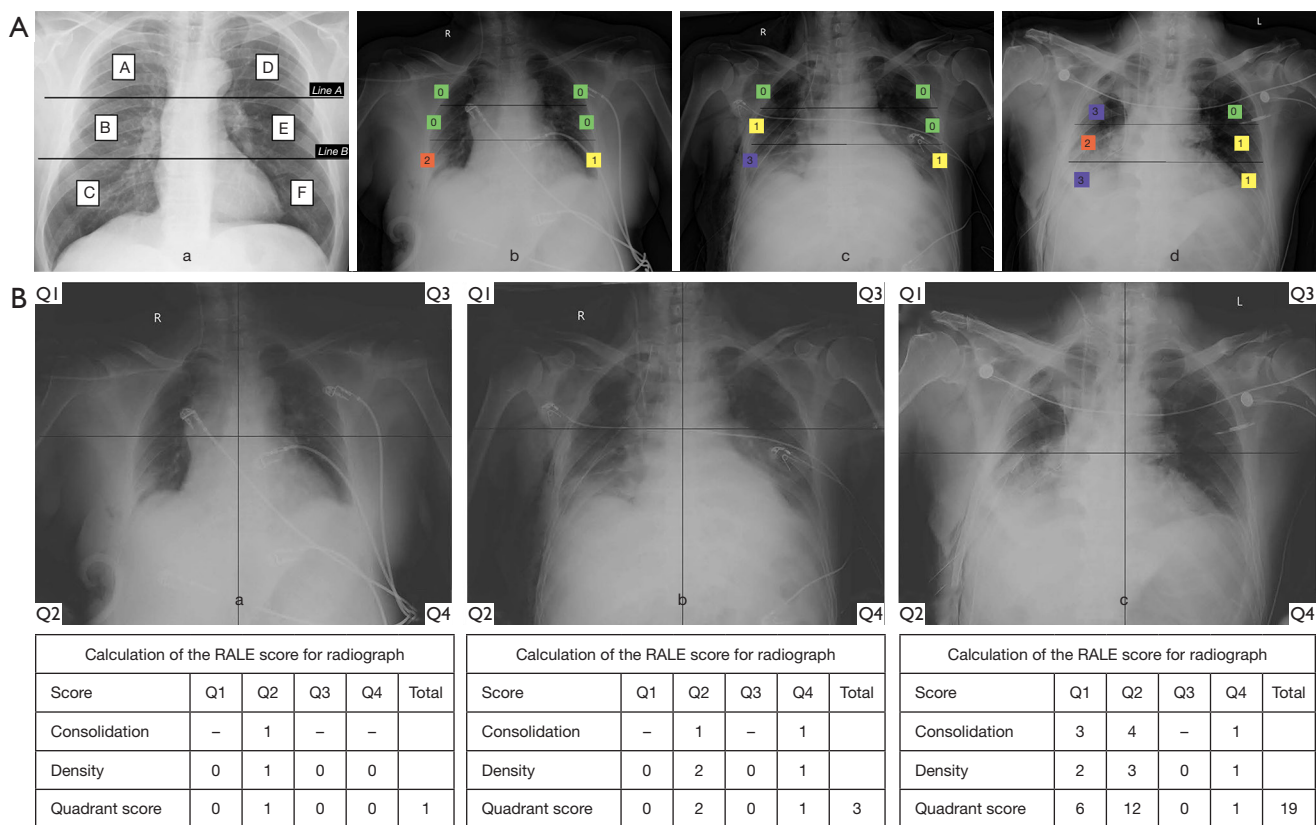 A
A
D
Line A
B
E
Line B
C
F
a
R
0
0
0
0
2
1
b
R
0
0
1
0
3
1
c
L
3
0
2
1
3
1
d
B
Q1
Q3
R
a
Q2
Q4
Q1
Q3
R
b
Q2
Q4
Q1
Q3
L
c
Q2
Q4
Calculation of the RALE score for radiograph
Score Q1 Q2 Q3 Q4 Total
Consolidation – 1 – –
Density 0 1 0 0
Quadrant score 0 1 0 0 1
Calculation of the RALE score for radiograph
Score Q1 Q2 Q3 Q4 Total
Consolidation – 1 – 1
Density 0 2 0 1
Quadrant score 0 2 0 1 3
Calculation of the RALE score for radiograph
Score Q1 Q2 Q3 Q4 Total
Consolidation 3 4 – 1
Density 2 3 0 1
Quadrant score 6 12 0 1 19